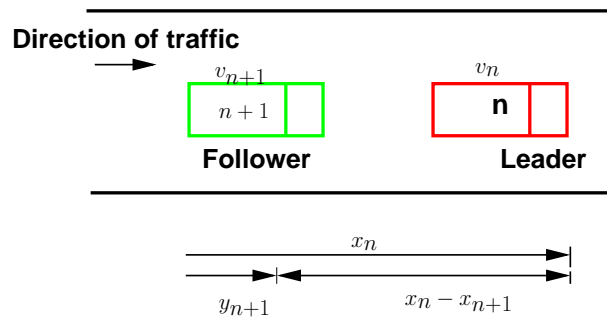 Direction of traffic
v_{n+1} v_n
n + 1 n
Follower Leader
x_n
y_{n+1} x_n − x_{n+1}